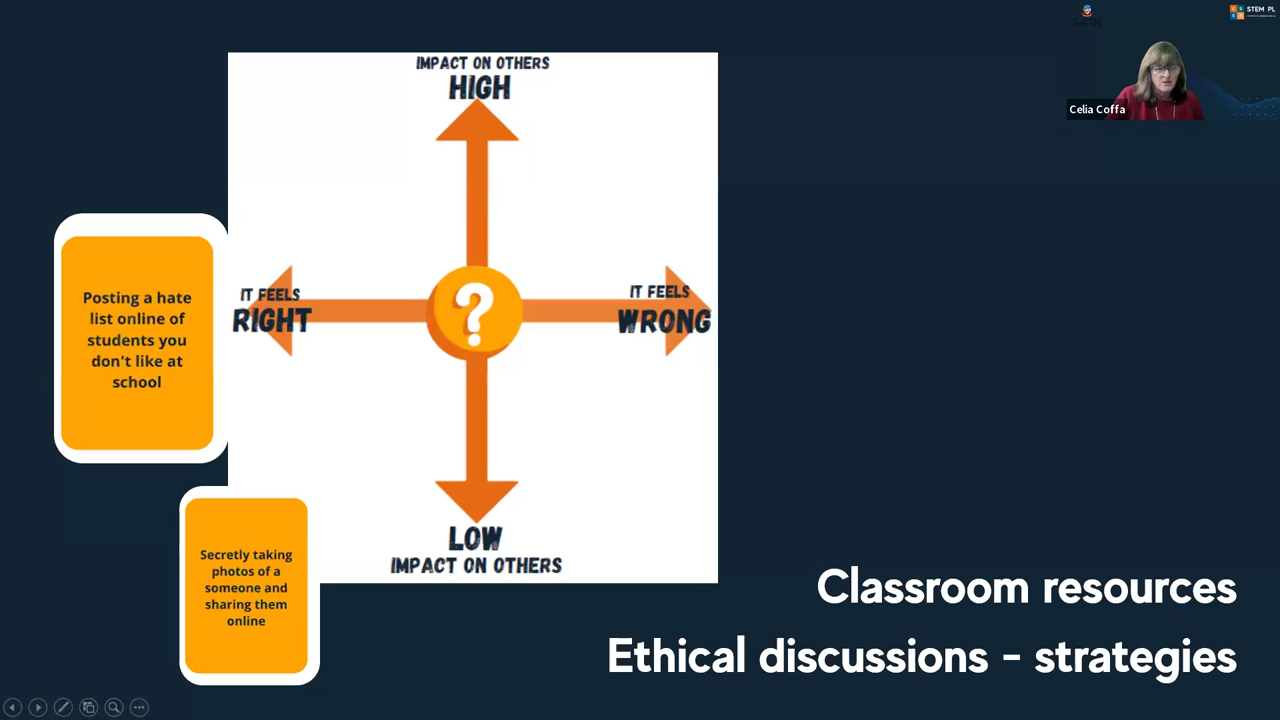 STEM PL
Celia Coffa
IMPACT ON OTHERS
HIGH
IT FEELS
RIGHT
?
IT FEELS
WRONG
LOW
IMPACT ON OTHERS
Posting a hate
list online of
students you
don't like at
school
Secretly taking
photos of a
someone and
sharing them
online
Classroom resources
Ethical discussions - strategies